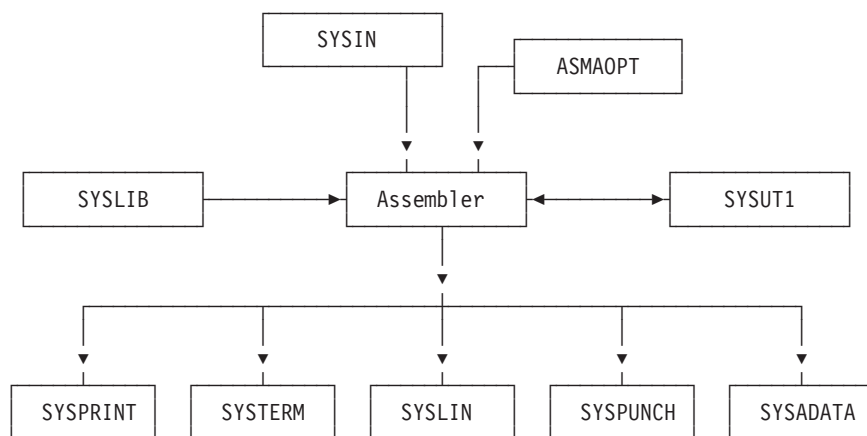 SYSIN
ASMAOPT
SYSLIB
Assembler
SYSUT1
SYSPRINT
SYSTERM
SYSLIN
SYSPUNCH
SYSADATA